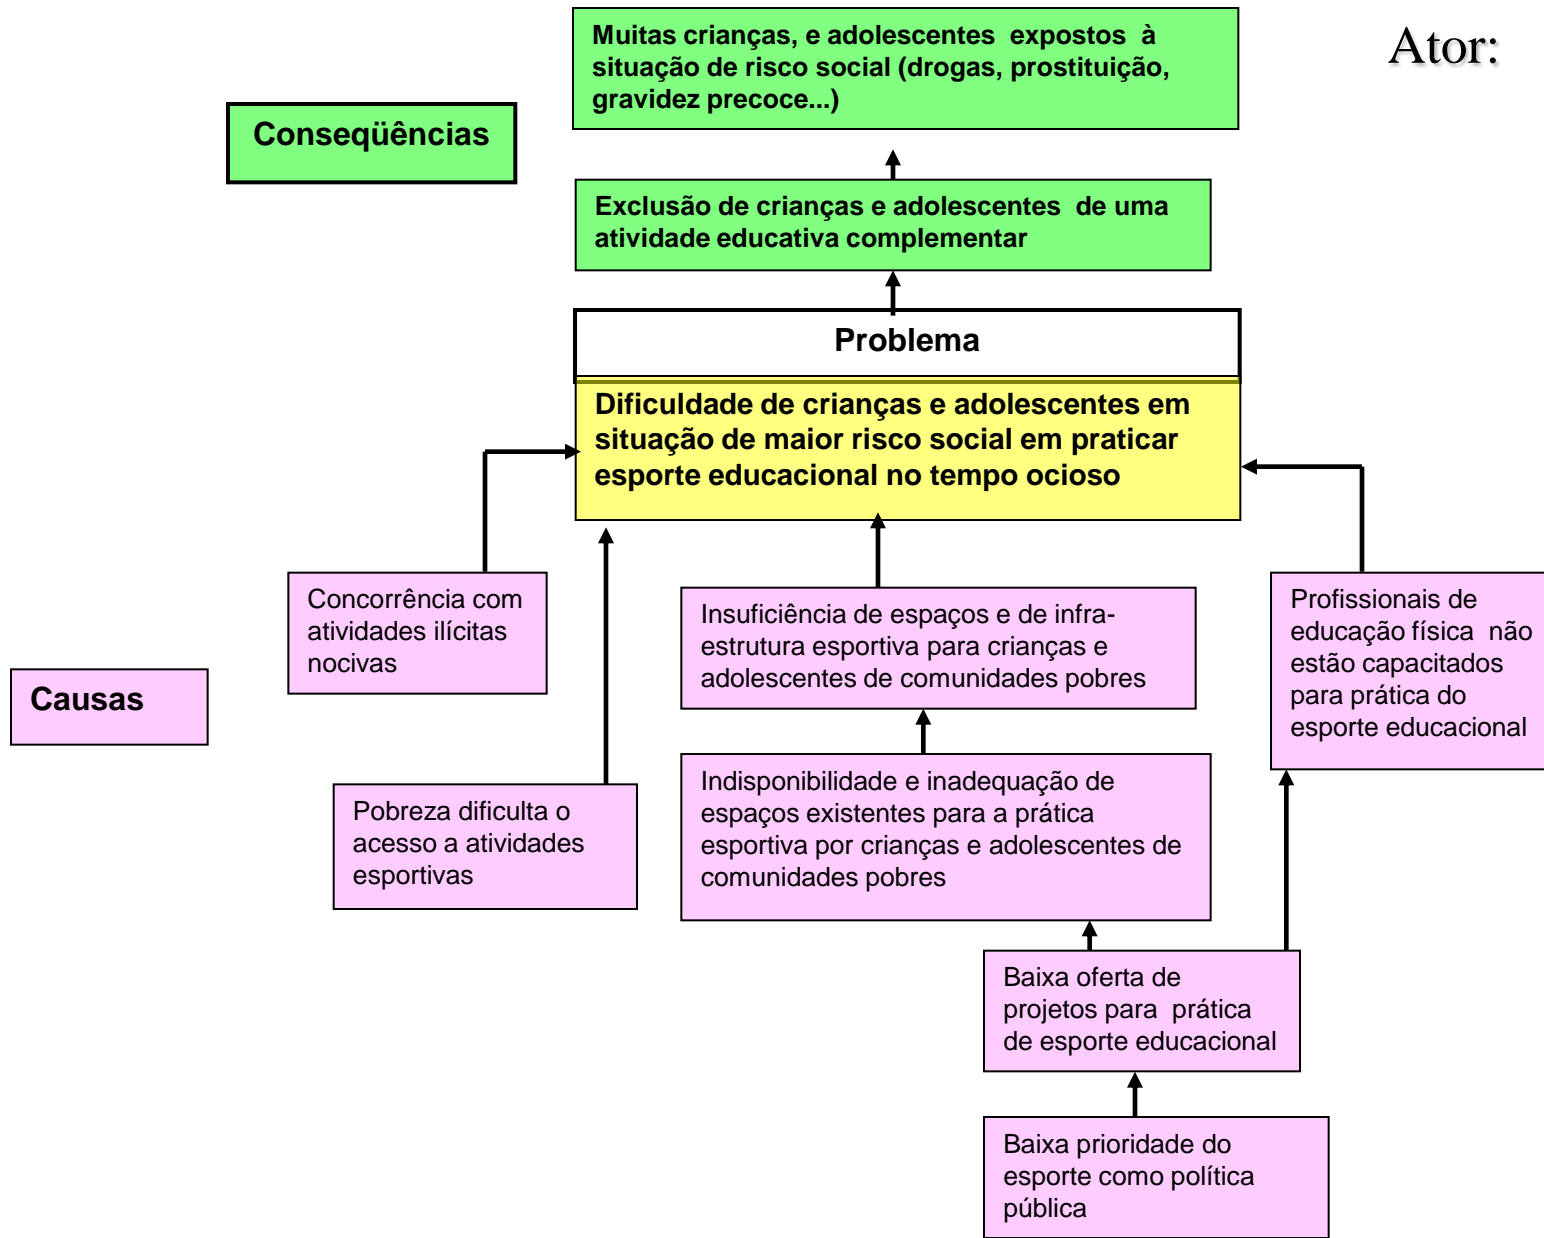 Muitas crianças, e adolescentes expostos à
situação de risco social (drogas, prostituição,
gravidez precoce...)
Ator:
Conseqüências
Exclusão de crianças e adolescentes de uma
atividade educativa complementar
Problema
Dificuldade de crianças e adolescentes em
situação de maior risco social em praticar
esporte educacional no tempo ocioso
Concorrência com
atividades ilícitas
nocivas
Insuficiência de espaços e de infra-
estrutura esportiva para crianças e
adolescentes de comunidades pobres
Profissionais de
educação física não
estão capacitados
para prática do
esporte educacional
Causas
Pobreza dificulta o
acesso a atividades
esportivas
Indisponibilidade e inadequação de
espaços existentes para a prática
esportiva por crianças e adolescentes de
comunidades pobres
Baixa oferta de
projetos para prática
de esporte educacional
Baixa prioridade do
esporte como política
pública